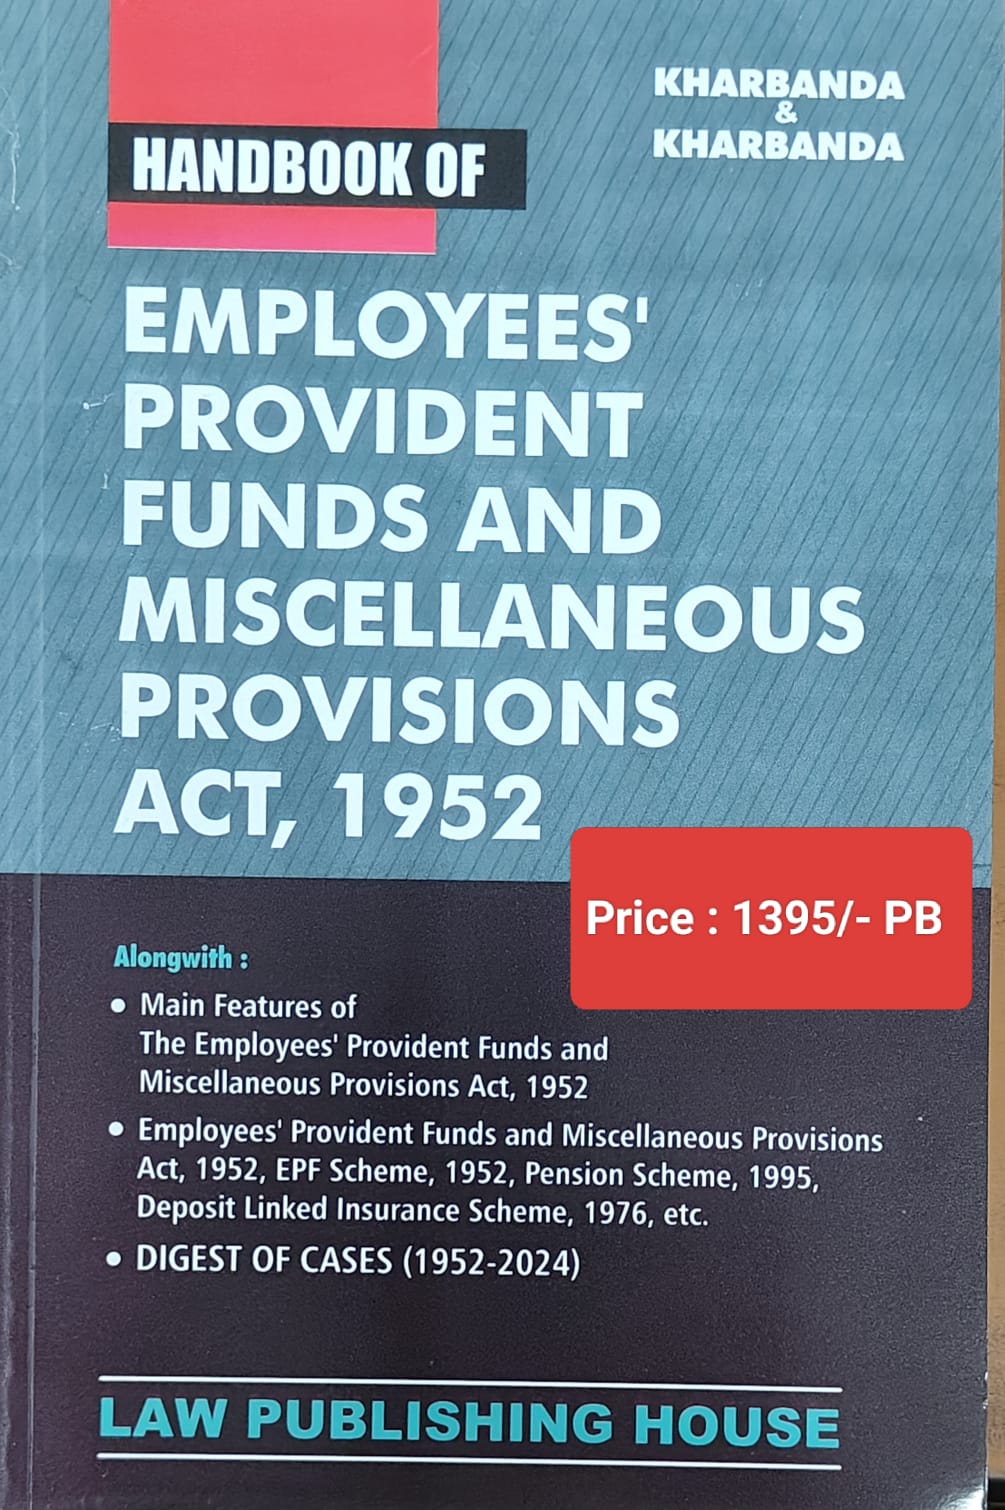 KHARBANDA
&
KHARBANDA
HANDBOOK OF
EMPLOYEES'
PROVIDENT
FUNDS AND
MISCELLANEOUS
PROVISIONS
ACT, 1952
Price : 1395/- PB
Alongwith :
• Main Features of
The Employees' Provident Funds and
Miscellaneous Provisions Act, 1952
• Employees' Provident Funds and Miscellaneous Provisions
Act, 1952, EPF Scheme, 1952, Pension Scheme, 1995,
Deposit Linked Insurance Scheme, 1976, etc.
• DIGEST OF CASES (1952-2024)
LAW PUBLISHING HOUSE